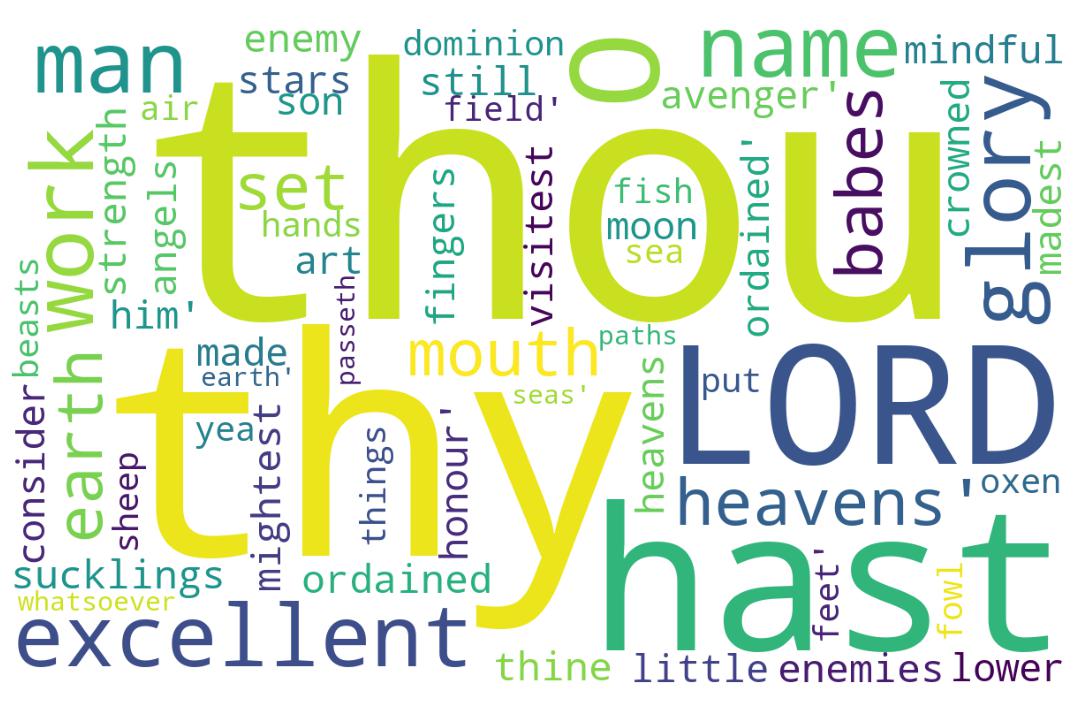 man
enemy
dominion
O
name
mindful
stars
still
air
son
field'
avenger'
thou
work
strength
angels
set
hands
art
fingers
visitest
fish
moon
sea
ordained'
babes
crowned
glory
madest
beasts
him'
passeth
made
earth'
mouth
paths
seas'
thy
LORD
put
consider
earth
sheep
yea
mightest
things
honour'
heavens
heavens'
oxen
sucklings
ordained
whatsoever
hast
feet'
fowl
excellent
thine
little
enemies
lower